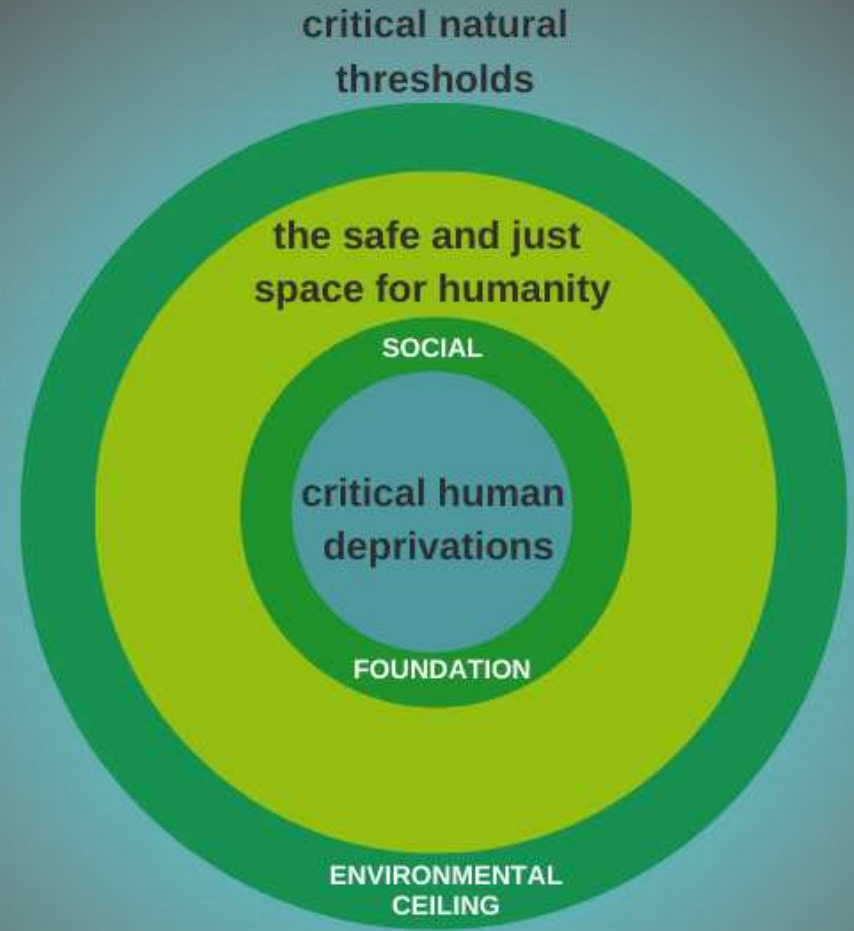 critical natural
thresholds
the safe and just
space for humanity
SOCIAL
critical human
deprivations
FOUNDATION
ENVIRONMENTAL
CEILING